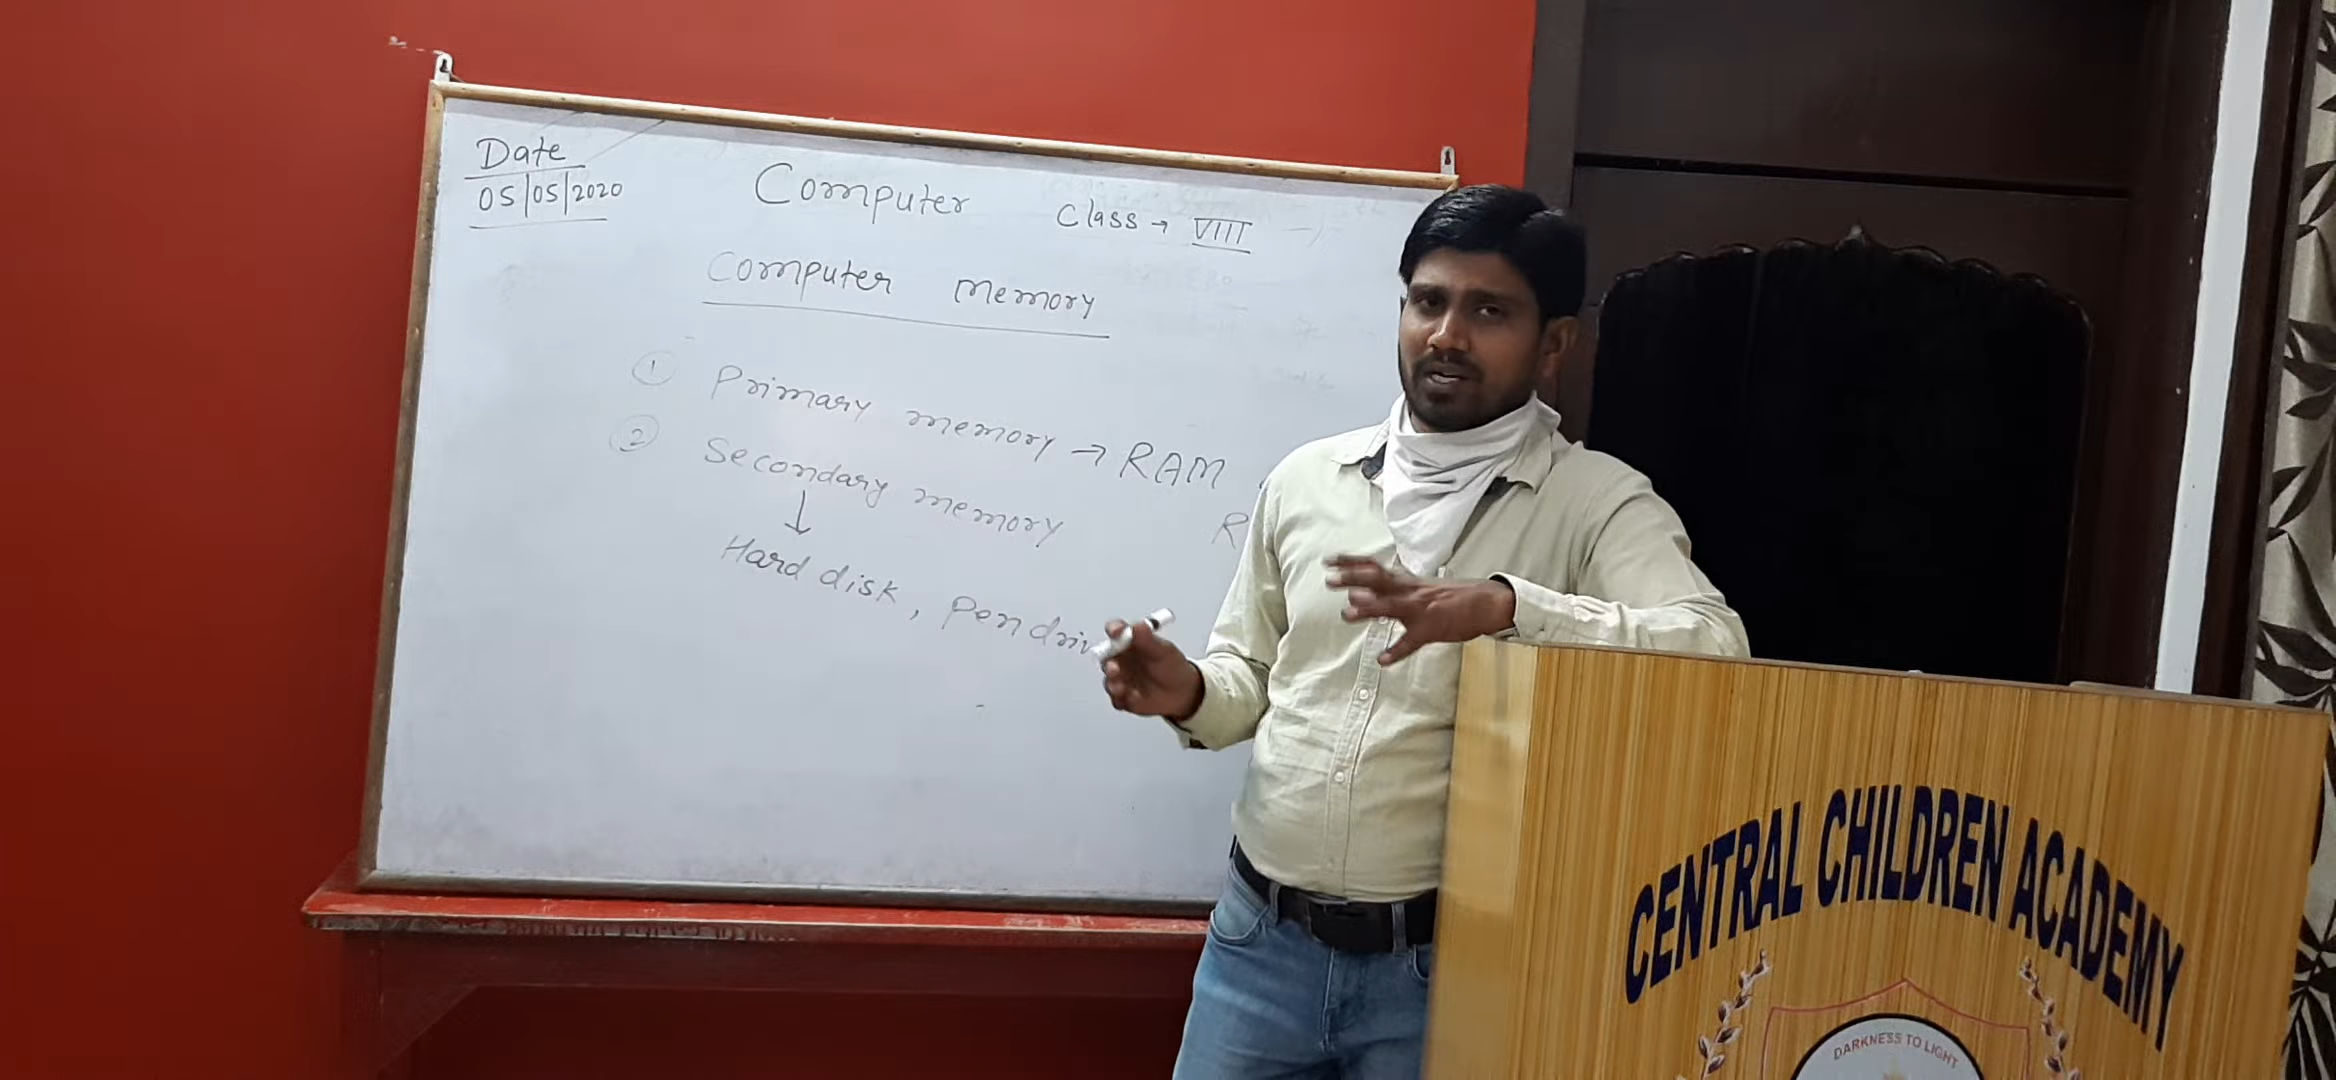 Date
05/05/2020
Computer Class → VIII
Computer memory
① Primary memory → RAM
② Secondary memory
↓
Hard disk, Pendriv
CENTRAL CHILDREN ACADEMY
DARKNESS TO LIGHT